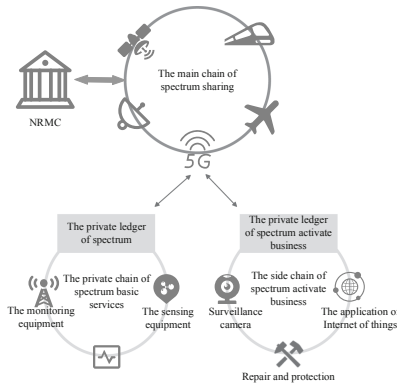 The main chain of
spectrum sharing
NRMC
5G
The private ledger
of spectrum
The private ledger
of spectrum activate
business
The private chain of
spectrum basic
services
The monitoring
equipment
The sensing
equipment
The side chain of
spectrum activate
business
Surveillance
camera
The application of
Internet of things
Repair and protection